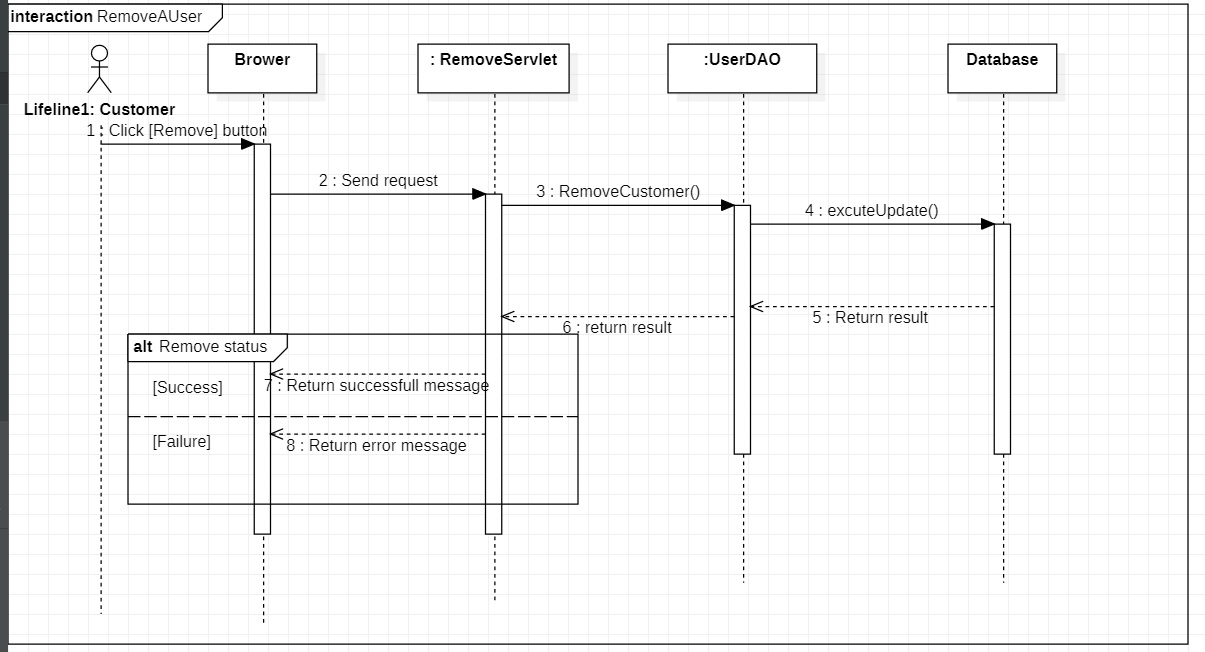 interaction RemoveAUser
Brower
: RemoveServlet
:UserDAO
Database
Lifeline1: Customer
1 : Click [Remove] button
2 : Send request
3 : RemoveCustomer()
4 : excuteUpdate()
5 : Return result
6 : return result
alt Remove status
[Success]
7 : Return successfull message
[Failure]
8 : Return error message